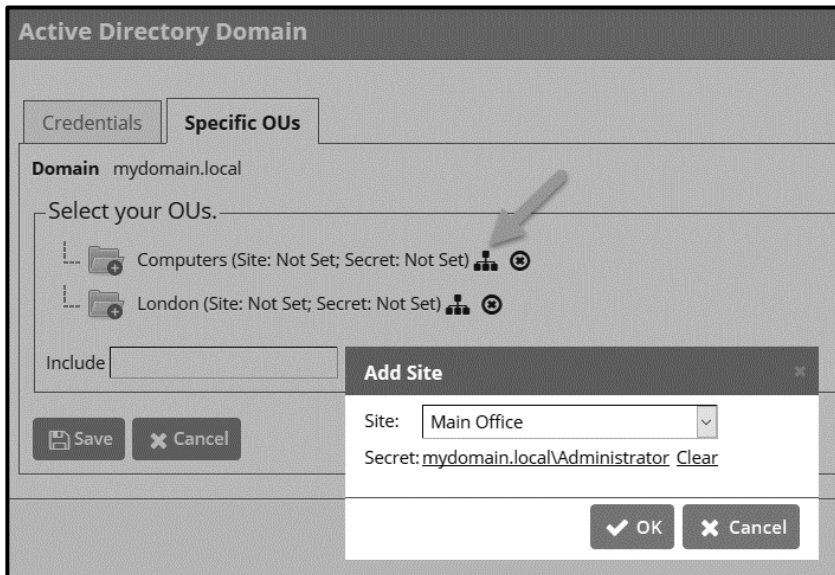 Active Directory Domain
Credentials
Specific OUs
Domain mydomain.local
Select your OUs.
Computers (Site: Not Set; Secret: Not Set)
London (Site: Not Set; Secret: Not Set)
Include
Save
Cancel
Add Site
Site: Main Office
Secret: mydomain.local\Administrator Clear
OK
Cancel